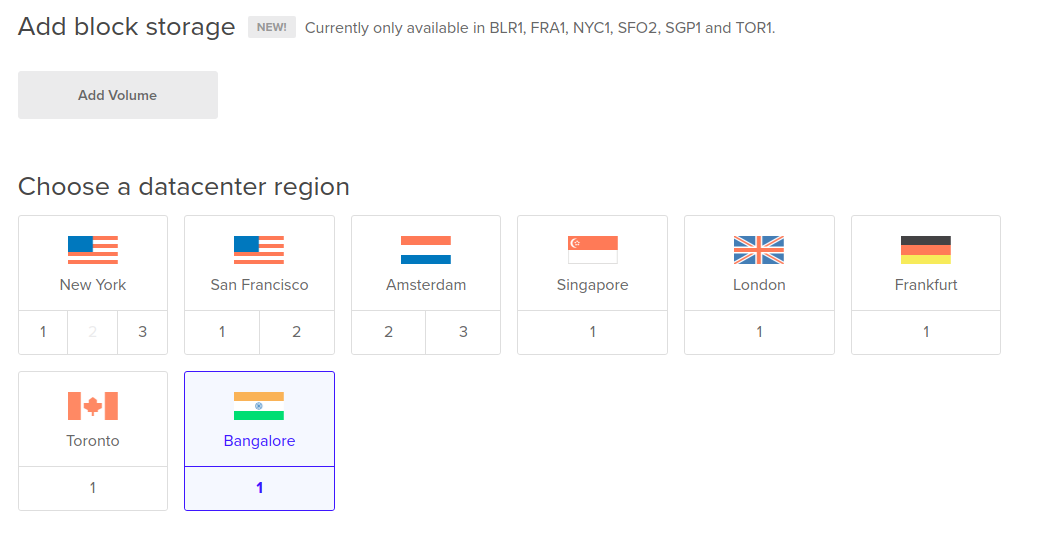 Add block storage NEW! Currently only available in BLR1, FRA1, NYC1, SFO2, SGP1 and TOR1.
Add Volume
Choose a datacenter region
New York San Francisco Amsterdam Singapore London Frankfurt
1 2 3 1 2 2 3 1 1 1
Toronto Bangalore
1 1